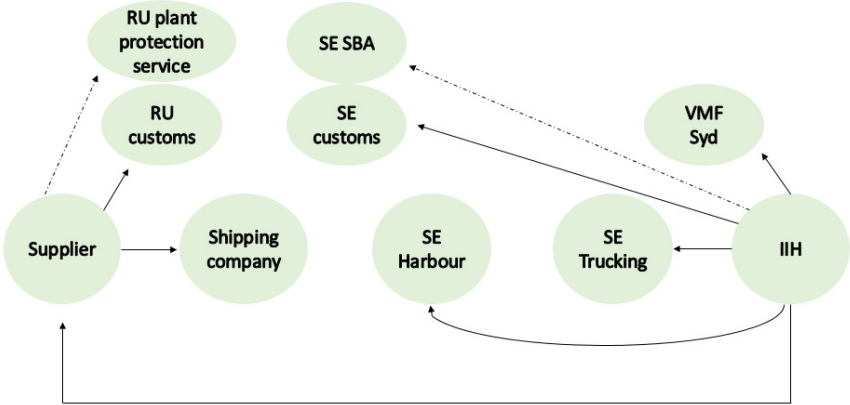 RU plant
protection
service
SE SBA
RU
customs
SE
customs
VMF
Syd
Supplier
Shipping
company
SE
Harbour
SE
Trucking
IIH